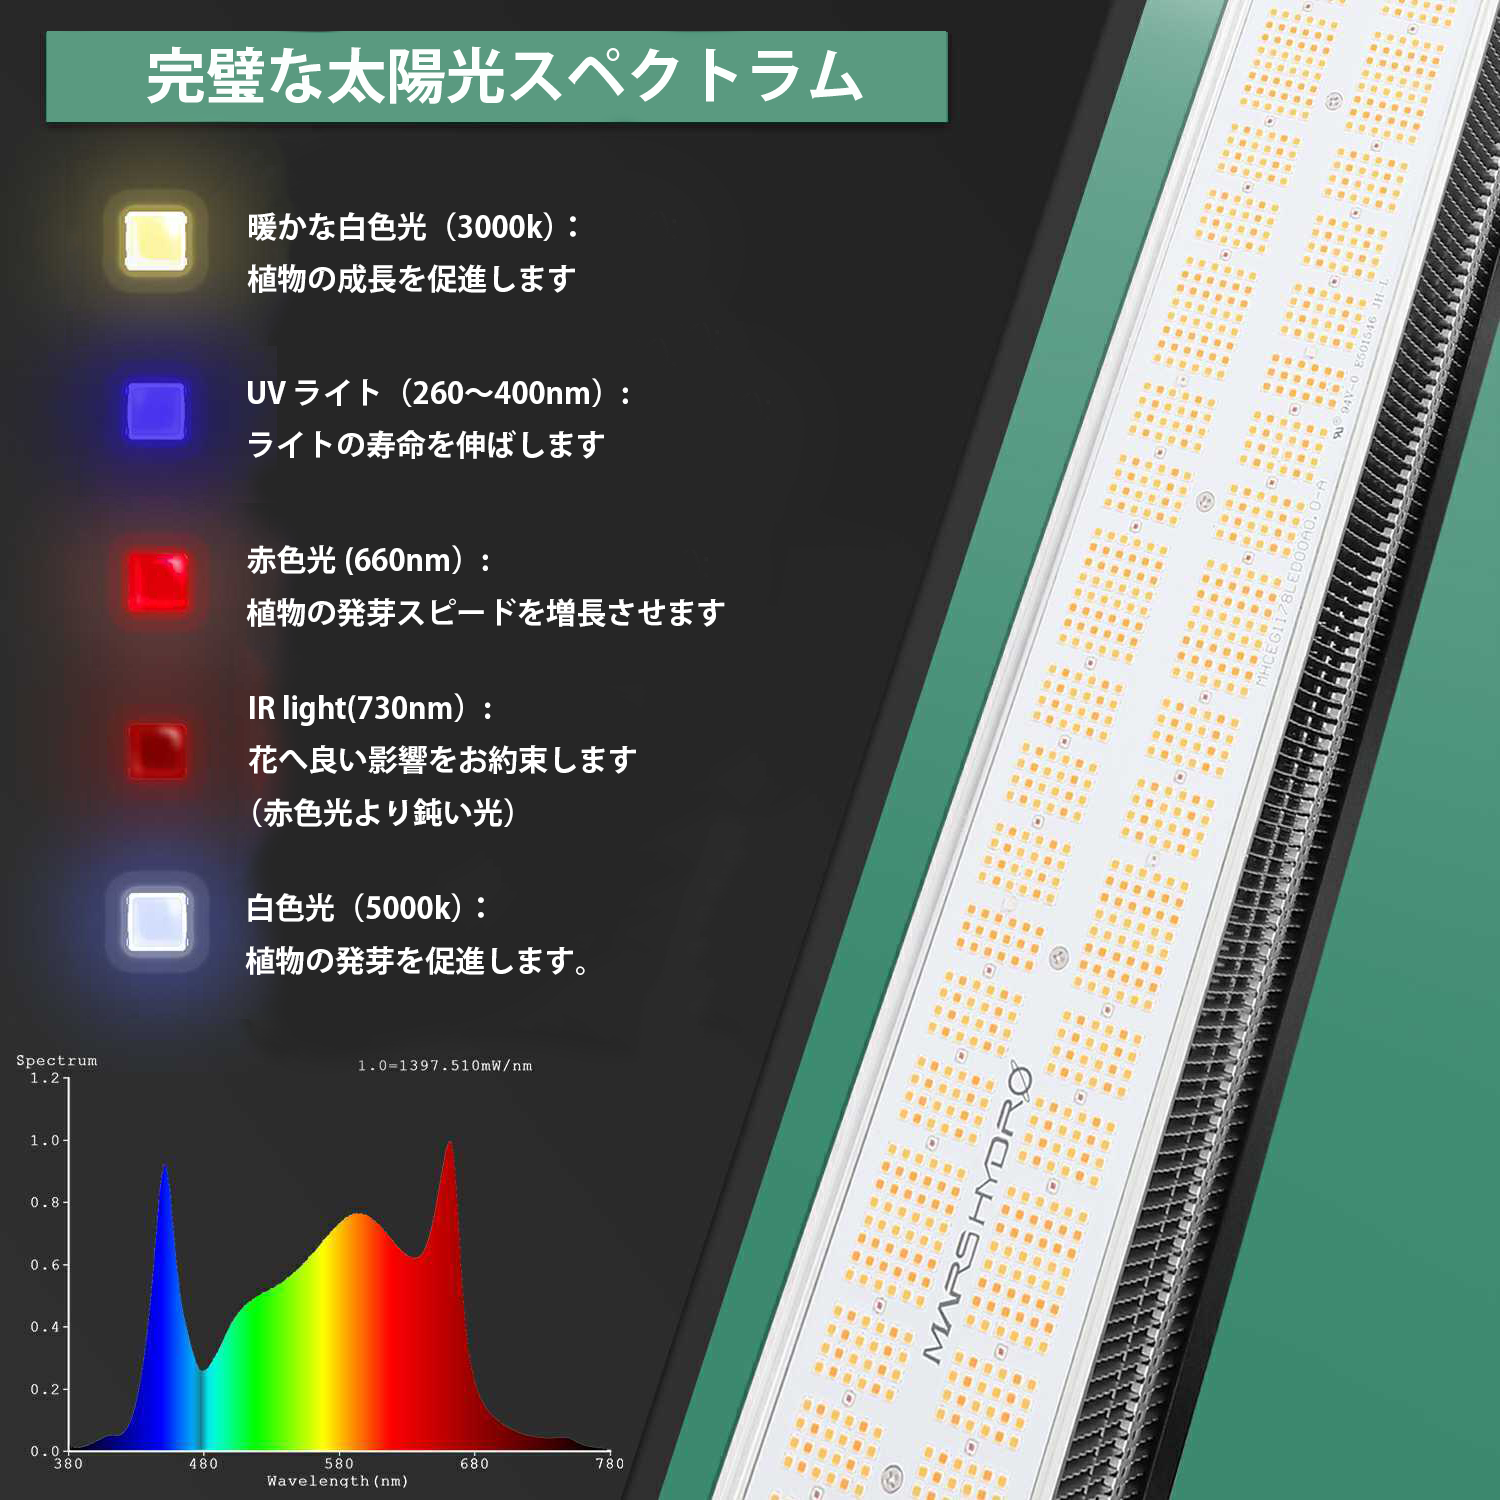 完璧な太陽光スペクトラム
暖かな白色光（3000k）：
植物の成長を促進します
UV ライト（260〜400nm）:
ライトの寿命を伸ばします
赤色光 (660nm）:
植物の発芽スピードを増長させます
IR light(730nm）:
花へ良い影響をお約束します
（赤色光より鈍い光）
白色光（5000k）：
植物の発芽を促進します。
Spectrum
1.0=1397.510mW/nm
1.2
1.0
0.8
0.6
0.4
0.2
0.0
380 480 580 680 780
Wavelength(nm)
MARS HYDRO
94V-0 E601646 JH-L